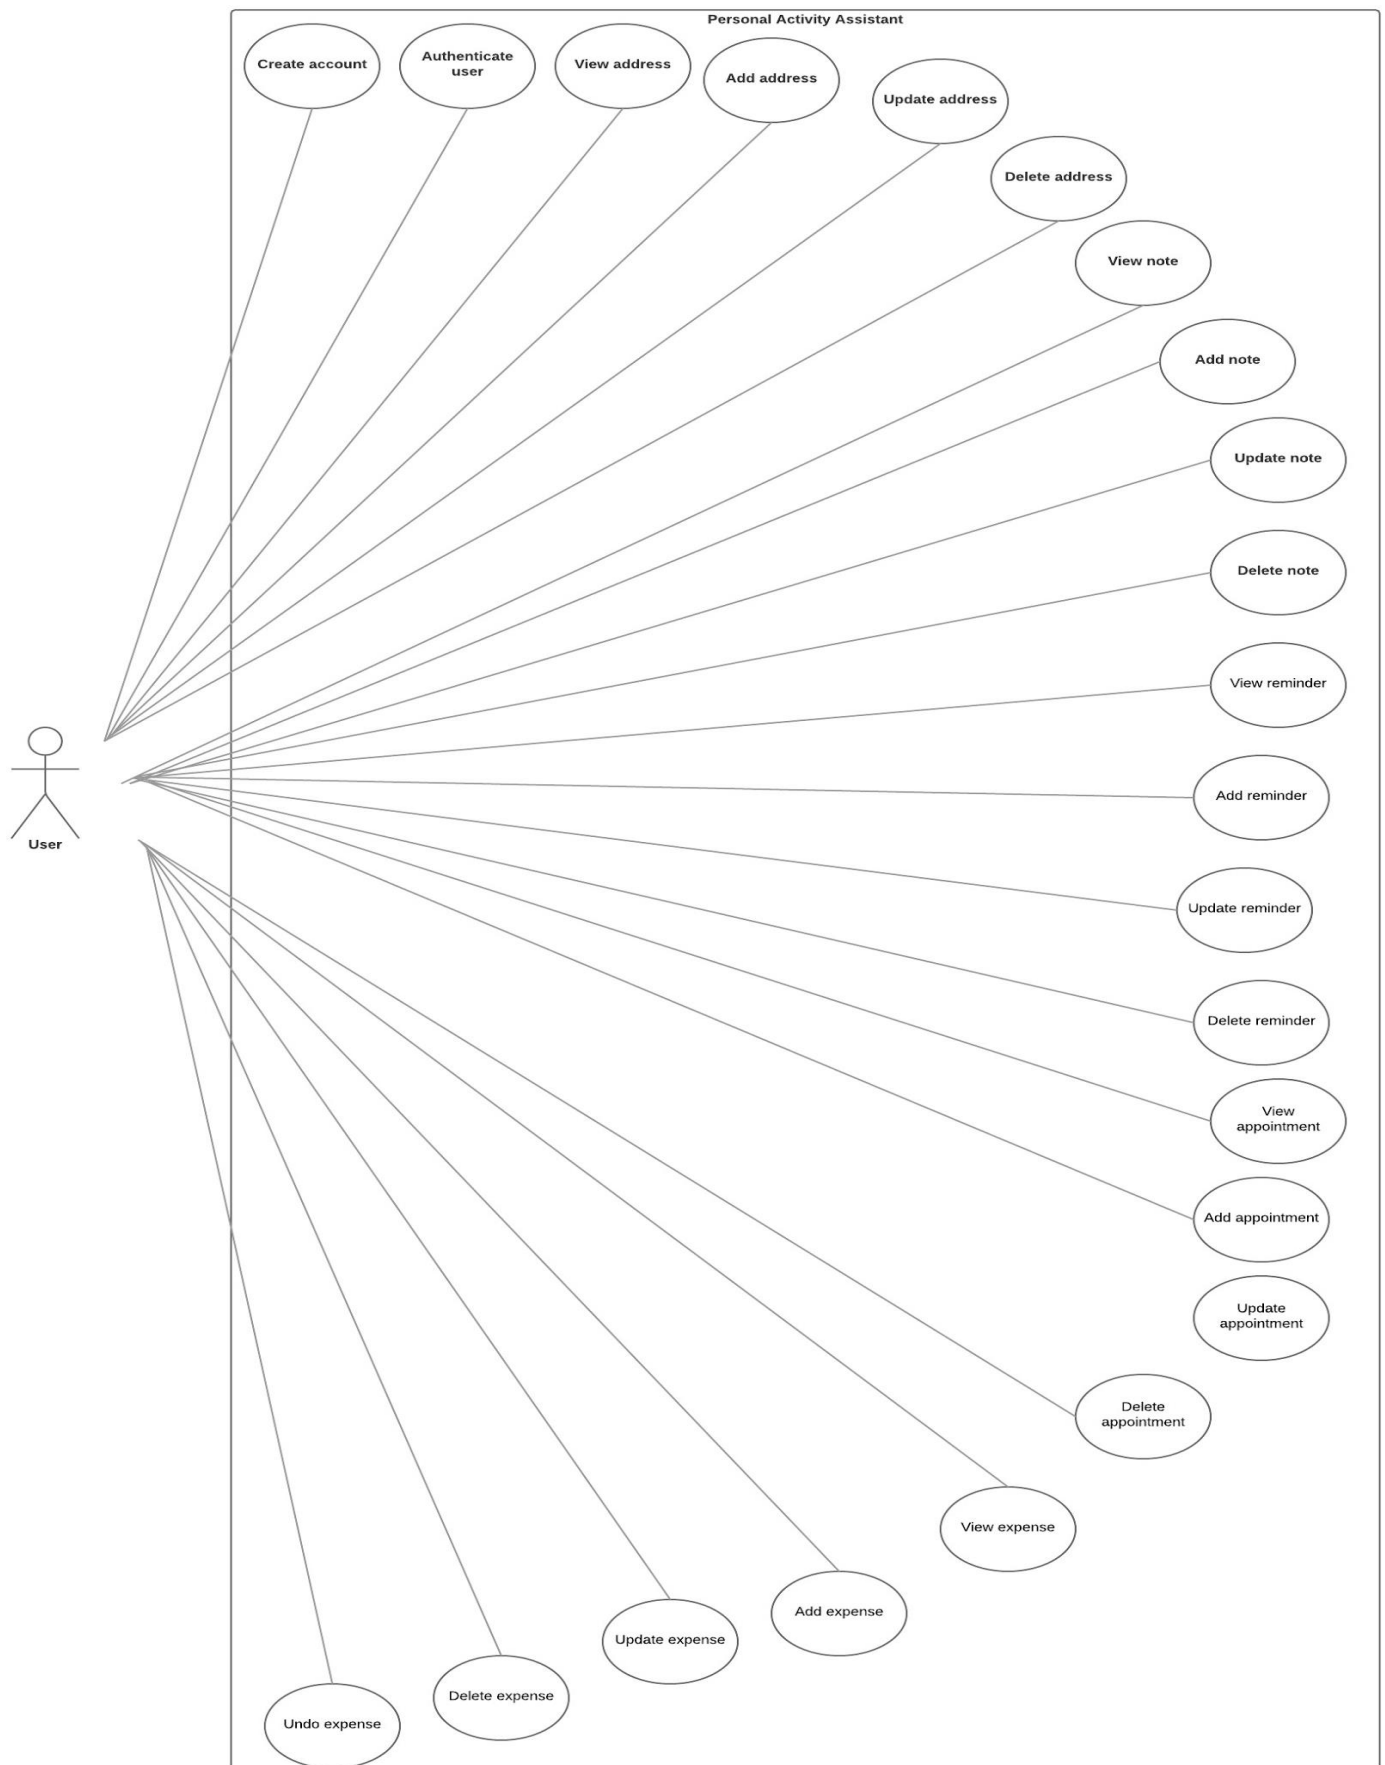 Personal Activity Assistant
Create account
Authenticate
user
View address
Add address
Update address
Delete address
View note
Add note
Update note
Delete note
View reminder
Add reminder
User
Update reminder
Delete reminder
View
appointment
Add appointment
Update
appointment
Delete
appointment
View expense
Add expense
Update expense
Delete expense
Undo expense